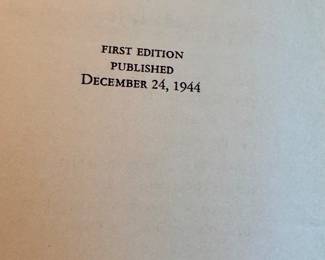 FIRST EDITION
PUBLISHED
DECEMBER 24, 1944